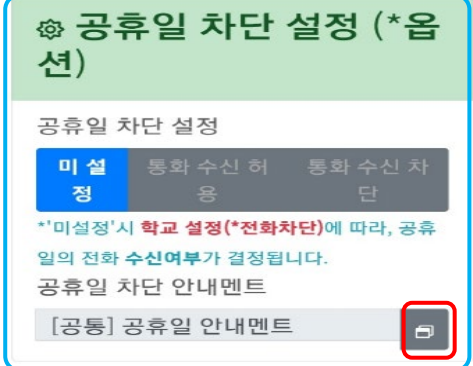 공휴일 차단 설정 (*옵
션)
공휴일 차단 설정
미 설 통화 수신 허 통화 수신 차
정 용 단
*'미설정'시 학교 설정(*전화차단)에 따라, 공휴
일의 전화 수신여부가 결정됩니다.
공휴일 차단 안내멘트
[공통] 공휴일 안내멘트